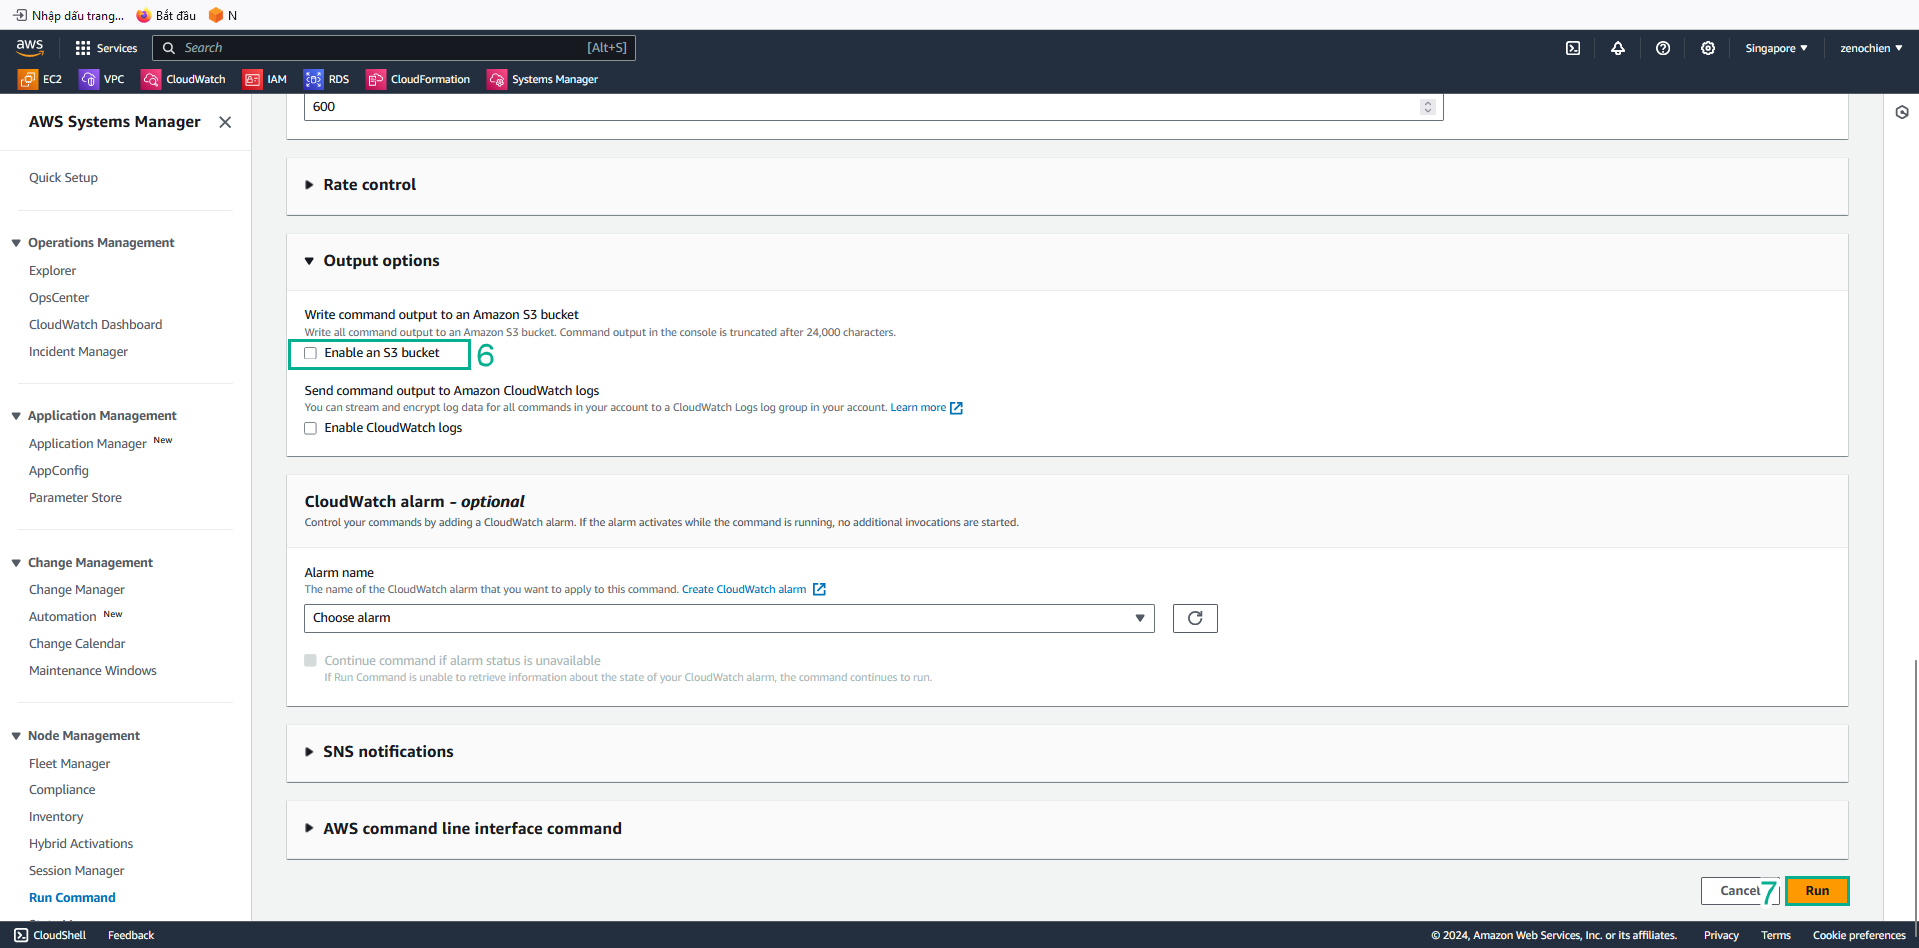 Nhập dấu trang... Bắt đầu N
aws Services Search [Alt+S] Singapore zenochien
EC2 VPC CloudWatch IAM RDS CloudFormation Systems Manager
AWS Systems Manager
Quick Setup
Operations Management
Explorer
OpsCenter
CloudWatch Dashboard
Incident Manager
Application Management
Application Manager New
AppConfig
Parameter Store
Change Management
Change Manager
Automation New
Change Calendar
Maintenance Windows
Node Management
Fleet Manager
Compliance
Inventory
Hybrid Activations
Session Manager
Run Command
600
Rate control
Output options
Write command output to an Amazon S3 bucket
Write all command output to an Amazon S3 bucket. Command output in the console is truncated after 24,000 characters.
Enable an S3 bucket 6
Send command output to Amazon CloudWatch logs
You can stream and encrypt log data for all commands in your account to a CloudWatch Logs log group in your account. Learn more
Enable CloudWatch logs
CloudWatch alarm - optional
Control your commands by adding a CloudWatch alarm. If the alarm activates while the command is running, no additional invocations are started.
Alarm name
The name of the CloudWatch alarm that you want to apply to this command. Create CloudWatch alarm
Choose alarm
Continue command if alarm status is unavailable
If Run Command is unable to retrieve information about the state of your CloudWatch alarm, the command continues to run.
SNS notifications
AWS command line interface command
Cancel 7 Run
CloudShell Feedback © 2024, Amazon Web Services, Inc. or its affiliates. Privacy Terms Cookie preferences